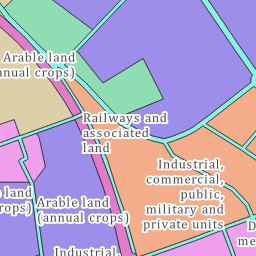 Arable land
(annual crops)
Railways and
associated
land
Industrial,
commercial,
public,
military and
private units
land
crops)
Arable land
(annual crops)
Industrial,